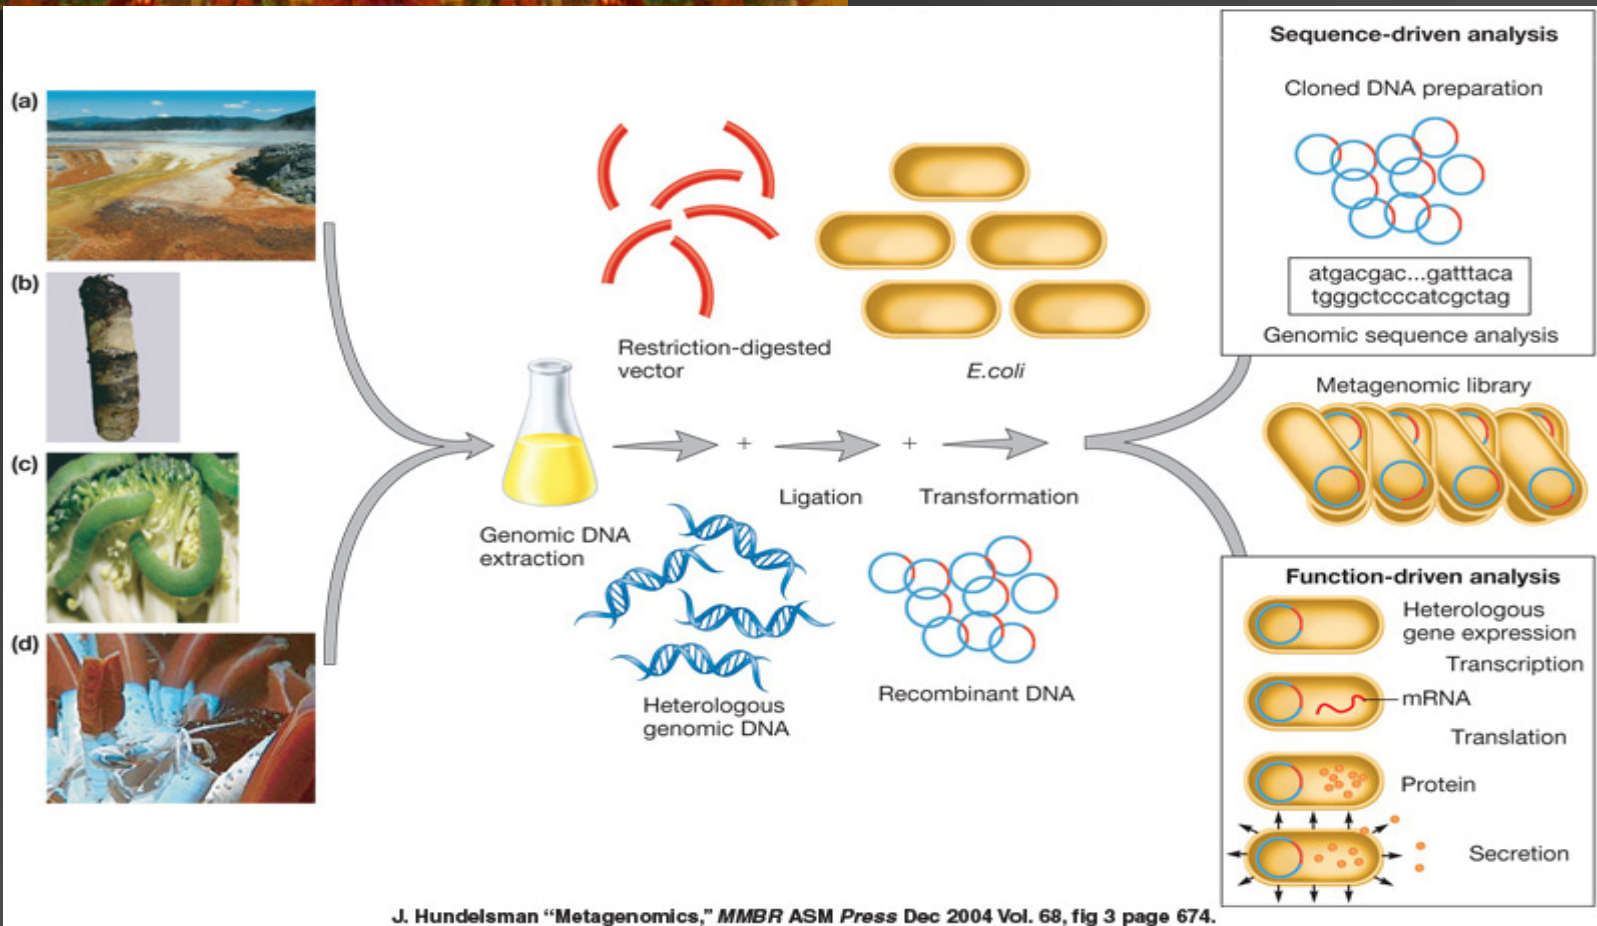 (a)
(b)
(c)
(d)
Genomic DNA
extraction
Restriction-digested
vector
E.coli
+
+
Ligation
Transformation
Heterologous
genomic DNA
Recombinant DNA
Sequence-driven analysis
Cloned DNA preparation
atgacgac...gatttaca
tgggctcccatcgctag
Genomic sequence analysis
Metagenomic library
Function-driven analysis
Heterologous
gene expression
Transcription
mRNA
Translation
Protein
Secretion
J. Hundelsman “Metagenomics,” MMBR ASM Press Dec 2004 Vol. 68, fig 3 page 674.